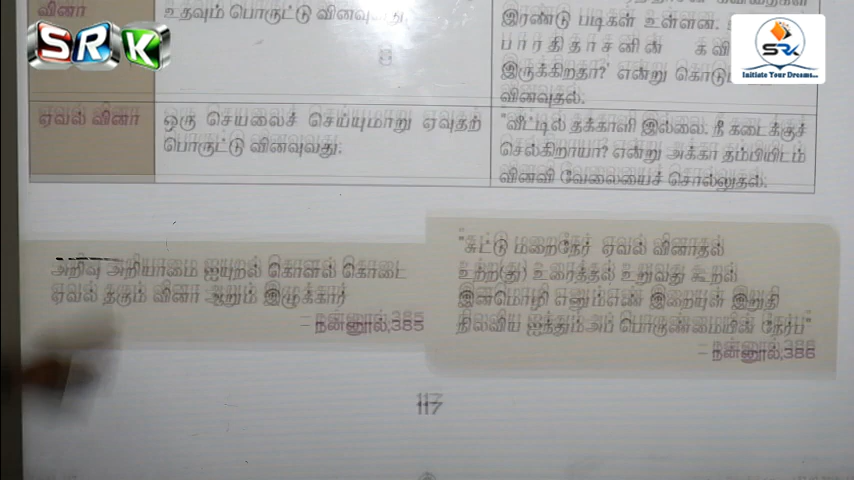 SRK
SRK
Initiate Your Dreams...
வினா
உதவும் பொருட்டு வினவுவது.
இரண்டு படிகள் உள்ளன.
பாரதிதாசனின்
இருக்கிறதா?' என்று
வினவுதல்.
ஏவல் வினா
ஒரு செயலைச் செய்யுமாறு ஏவுதற்
பொருட்டு வினவுவது.
"வீட்டில் தக்காளி இல்லை. நீ கடைக்குச்
செல்கிறாயா? என்று அக்கா தம்பியிடம்
வினவி வேலையைச் சொல்லுதல்.
அறிவு அறியாமை ஐயுறல் கொளல் கொடை
ஏவல் தரும் வினா ஆறும் இழுக்கார்
– நன்னூல்,385
"சுட்டு மறைநேர் ஏவல் வினாதல்
உற்ற(து) உரைத்தல் உறுவது கூறல்
இனமொழி எனும்எண் இறையுள் இறுதி
நிலவிய ஐந்தும்அப் பொருண்மையின் நேர்ப"
– நன்னூல்,386
117